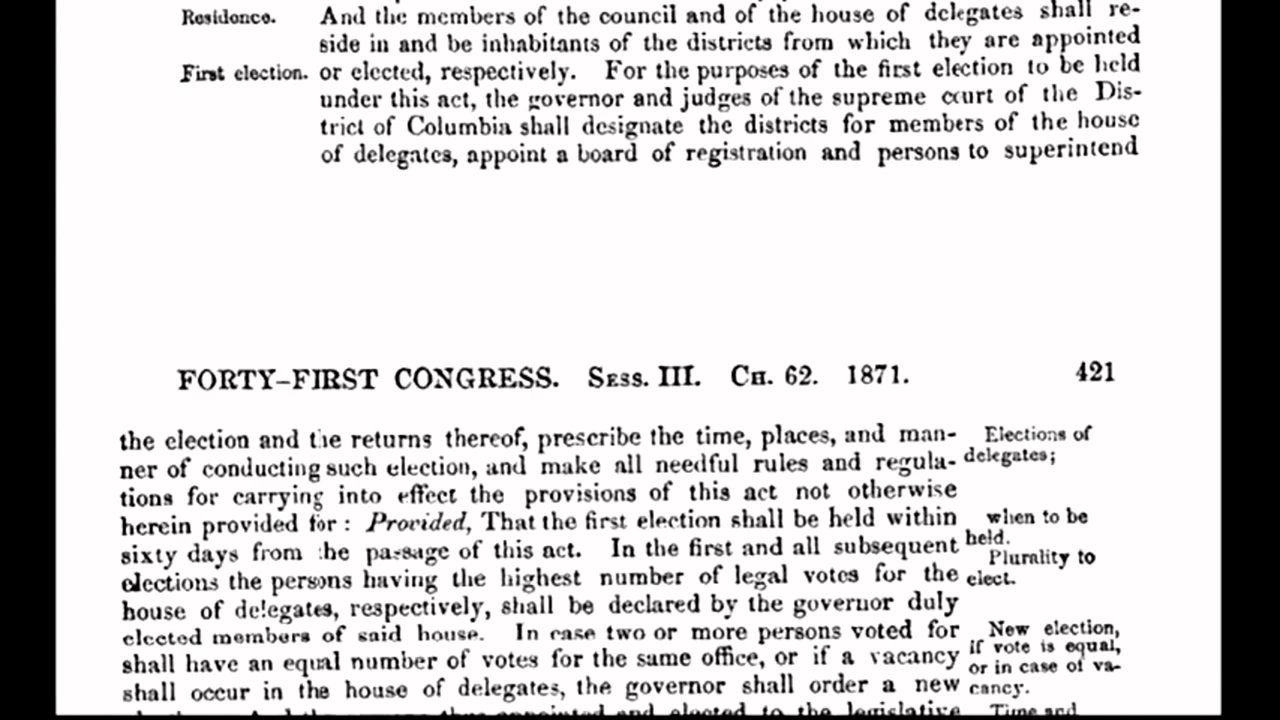 Residence. And the members of the council and of the house of delegates shall re-
side in and be inhabitants of the districts from which they are appointed
First election. or elected, respectively. For the purposes of the first election to be held
under this act, the governor and judges of the supreme court of the Dis-
trict of Columbia shall designate the districts for members of the house
of delegates, appoint a board of registration and persons to superintend
FORTY-FIRST CONGRESS. SESS. III. CH. 62. 1871. 421
the election and the returns thereof, prescribe the time, places, and man- Elections of
ner of conducting such election, and make all needful rules and regula- delegates;
tions for carrying into effect the provisions of this act not otherwise
herein provided for: Provided, That the first election shall be held within when to be
sixty days from the passage of this act. In the first and all subsequent held.
elections the persons having the highest number of legal votes for the Plurality to
house of delegates, respectively, shall be declared by the governor duly elect.
elected members of said house. In case two or more persons voted for New election,
shall have an equal number of votes for the same office, or if a vacancy if vote is equal,
shall occur in the house of delegates, the governor shall order a new or in case of va-
cancy.
appointed and elected to the legislative Time and